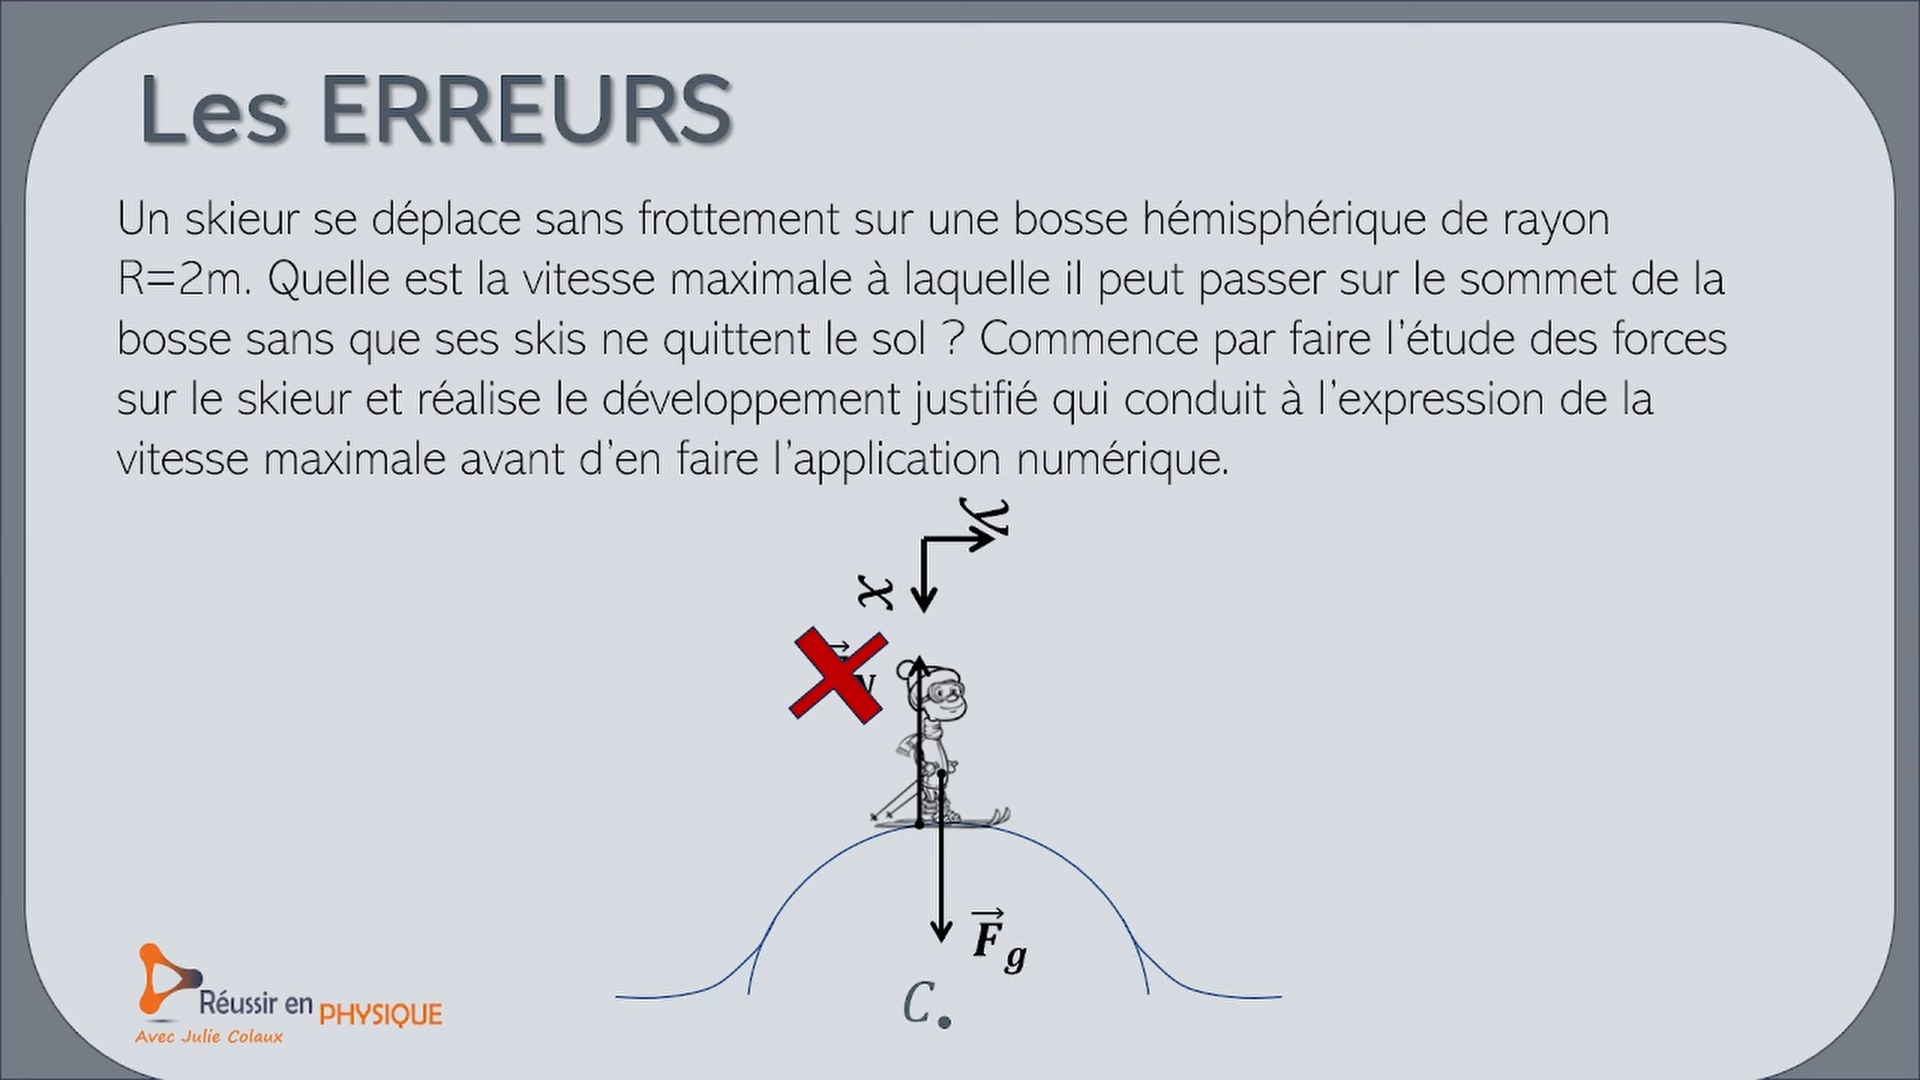 Les ERREURS
Un skieur se déplace sans frottement sur une bosse hémisphérique de rayon
R=2m. Quelle est la vitesse maximale à laquelle il peut passer sur le sommet de la
bosse sans que ses skis ne quittent le sol ? Commence par faire l'étude des forces
sur le skieur et réalise le développement justifié qui conduit à l'expression de la
vitesse maximale avant d'en faire l'application numérique.
y
x
F g
C
Réussir en PHYSIQUE
Avec Julie Colaux